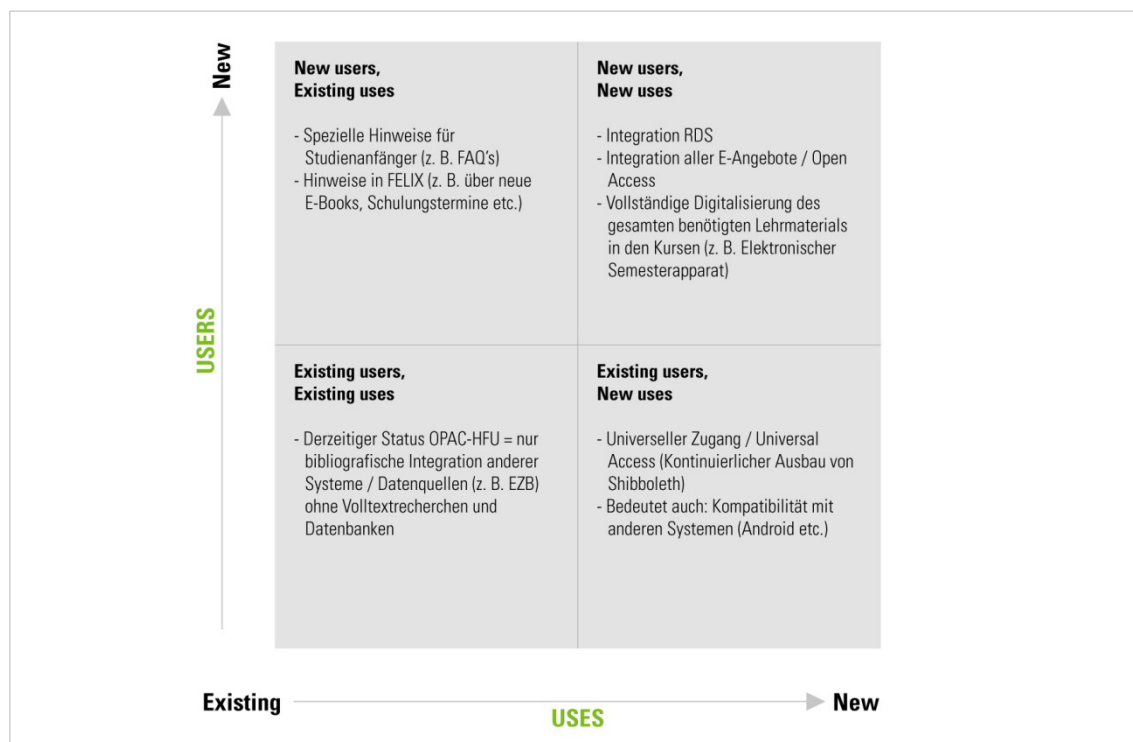 New
USERS
New users,
Existing uses
- Spezielle Hinweise für
Studienanfänger (z. B. FAQ's)
- Hinweise in FELIX (z. B. über neue
E-Books, Schulungstermine etc.)
New users,
New uses
- Integration RDS
- Integration aller E-Angebote / Open
Access
- Vollständige Digitalisierung des
gesamten benötigten Lehrmaterials
in den Kursen (z. B. Elektronischer
Semesterapparat)
Existing users,
Existing uses
- Derzeitiger Status OPAC-HFU = nur
bibliografische Integration anderer
Systeme / Datenquellen (z. B. EZB)
ohne Volltextrecherchen und
Datenbanken
Existing users,
New uses
- Universeller Zugang / Universal
Access (Kontinuierlicher Ausbau von
Shibboleth)
- Bedeutet auch: Kompatibilität mit
anderen Systemen (Android etc.)
Existing
USES
New